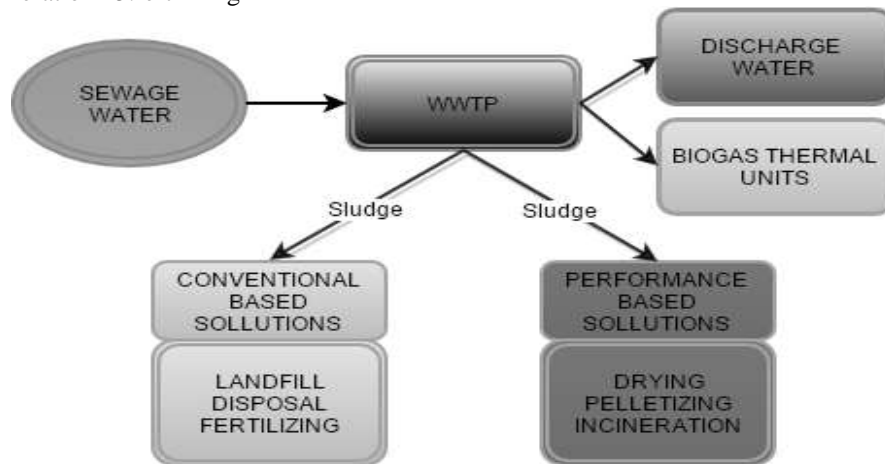 SEWAGE
WATER
WWTP
DISCHARGE
WATER
BIOGAS THERMAL
UNITS
Sludge
Sludge
CONVENTIONAL
BASED
SOLLUTIONS
LANDFILL
DISPOSAL
FERTILIZING
PERFORMANCE
BASED
SOLLUTIONS
DRYING
PELLETIZING
INCINERATION